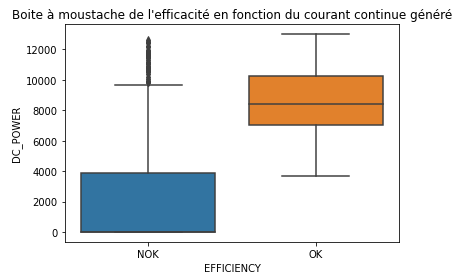 Boite à moustache de l'efficacité en fonction du courant continue généré
12000
10000
8000
6000
4000
2000
0
DC_POWER
NOK
OK
EFFICIENCY